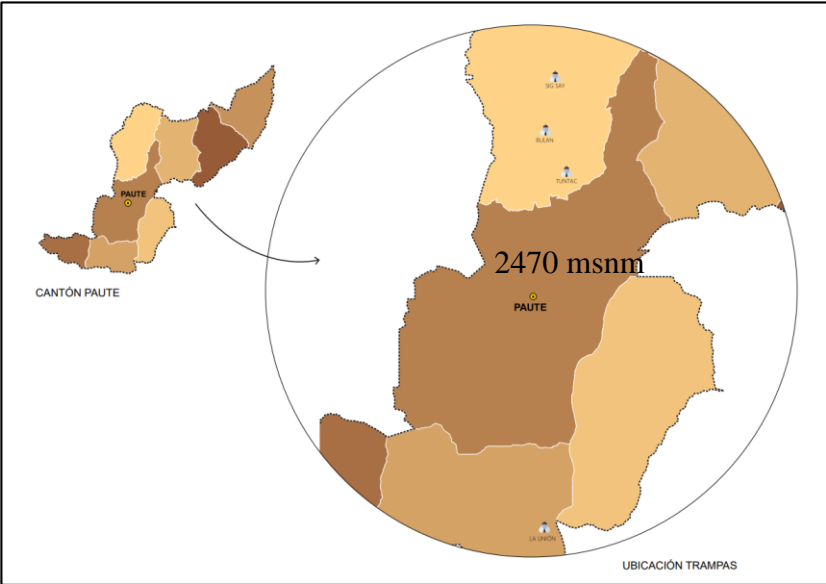 PAUTE
CANTÓN PAUTE
SIG SAY
BULAN
TUNTAC
2470 msnm
PAUTE
LA UNIÓN
UBICACIÓN TRAMPAS